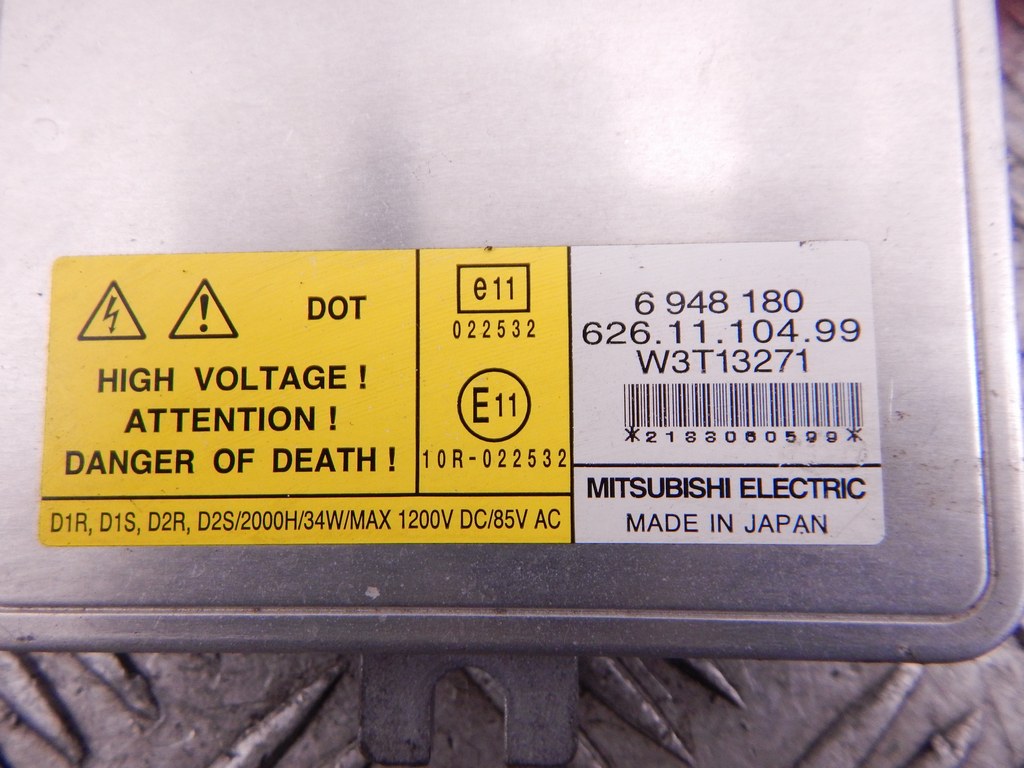 DOT
HIGH VOLTAGE !
ATTENTION !
DANGER OF DEATH !
e11
022532
E11
10R-022532
D1R, D1S, D2R, D2S/2000H/34W/MAX 1200V DC/85V AC
6 948 180
626.11.104.99
W3T13271
*2183060599*
MITSUBISHI ELECTRIC
MADE IN JAPAN